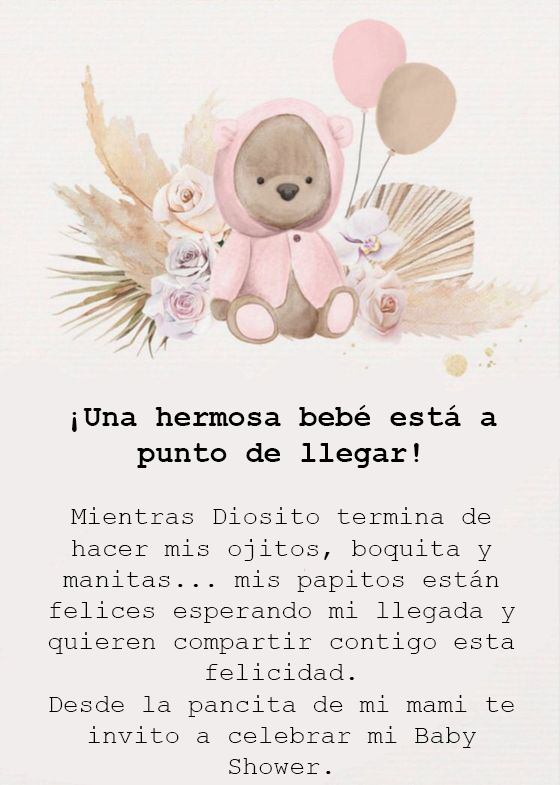 ¡Una hermosa bebé está a
punto de llegar!
Mientras Diosito termina de
hacer mis ojitos, boquita y
manitas... mis papitos están
felices esperando mi llegada y
quieren compartir contigo esta
felicidad.
Desde la pancita de mi mami te
invito a celebrar mi Baby
Shower.